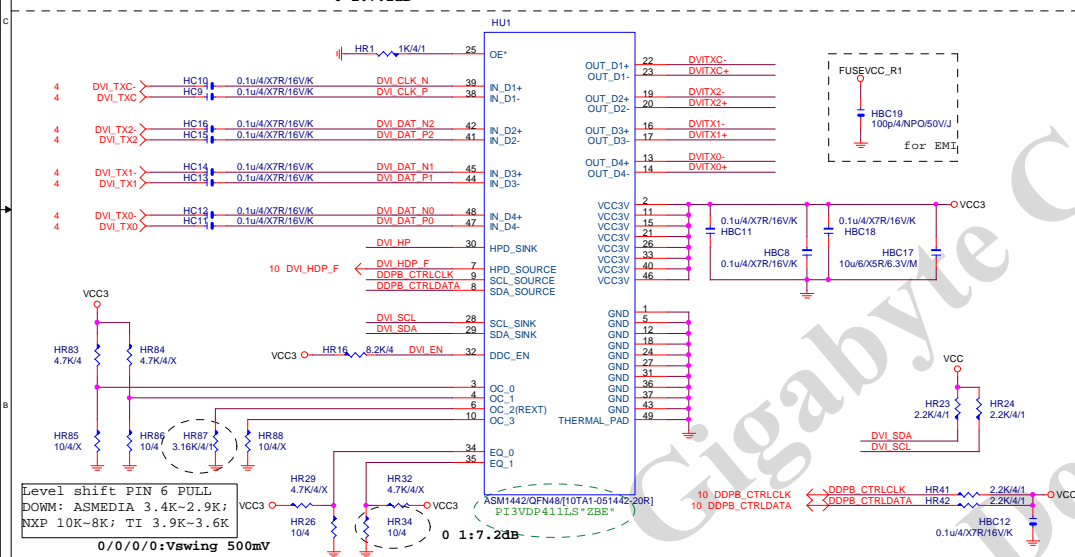 C
HU1
HR1 1K/4/1 25 OE*
4 DVI_TXC- HC10 0.1u/4/X7R/16V/K DVI_CLK_N 39 IN_D1+
4 DVI_TXC HC9 0.1u/4/X7R/16V/K DVI_CLK_P 38 IN_D1-
4 DVI_TX2- HC16 0.1u/4/X7R/16V/K DVI_DAT_N2 42 IN_D2+
4 DVI_TX2 HC15 0.1u/4/X7R/16V/K DVI_DAT_P2 41 IN_D2-
4 DVI_TX1- HC14 0.1u/4/X7R/16V/K DVI_DAT_N1 45 IN_D3+
4 DVI_TX1 HC13 0.1u/4/X7R/16V/K DVI_DAT_P1 44 IN_D3-
4 DVI_TX0- HC12 0.1u/4/X7R/16V/K DVI_DAT_N0 48 IN_D4+
4 DVI_TX0 HC11 0.1u/4/X7R/16V/K DVI_DAT_P0 47 IN_D4-
DVI_HP 30 HPD_SINK
10 DVI_HDP_F DVI_HDP_F 7 HPD_SOURCE
DDPB_CTRLCLK 9 SCL_SOURCE
DDPB_CTRLDATA 8 SDA_SOURCE
DVI_SCL 28 SCL_SINK
DVI_SDA 29 SDA_SINK
VCC3 HR16 8.2K/4 DVI_EN 32 DDC_EN
3 OC_0
4 OC_1
6 OC_2(REXT)
10 OC_3
34 EQ_0
35 EQ_1
OUT_D1+ 22 DVITXC-
OUT_D1- 23 DVITXC+
OUT_D2+ 19 DVITX2-
OUT_D2- 20 DVITX2+
OUT_D3+ 16 DVITX1-
OUT_D3- 17 DVITX1+
OUT_D4+ 13 DVITX0-
OUT_D4- 14 DVITX0+
VCC3V 2
VCC3V 11
VCC3V 15
VCC3V 21
VCC3V 26
VCC3V 33
VCC3V 40
VCC3V 46
GND 1
GND 5
GND 12
GND 18
GND 24
GND 27
GND 31
GND 36
GND 37
GND 43
THERMAL_PAD 49
ASM1442/QFN48/[10TA1-051442-20R]
PI3VDP411LS"ZBE"
FUSEVCC_R1
HBC19
100p/4/NPO/50V/J
for EMI
VCC3
0.1u/4/X7R/16V/K
HBC11
0.1u/4/X7R/16V/K
HBC18
HBC8
0.1u/4/X7R/16V/K
HBC17
10u/6/X5R/6.3V/M
VCC3
HR83
4.7K/4
HR84
4.7K/4/X
B
HR85
10/4/X
HR86
10/4
HR87
3.16K/4/1
HR88
10/4/X
HR29
4.7K/4/X
HR32
4.7K/4/X
VCC3
VCC3
HR26
10/4
HR34
10/4
0 1:7.2dB
Level shift PIN 6 PULL
DOWM: ASMEDIA 3.4K~2.9K;
NXP 10K~8K; TI 3.9K~3.6K
0/0/0/0:Vswing 500mV
VCC
HR23
2.2K/4/1
HR24
2.2K/4/1
DVI_SDA
DVI_SCL
10 DDPB_CTRLCLK DDPB_CTRLCLK HR41 2.2K/4/1 VCC3
10 DDPB_CTRLDATA DDPB_CTRLDATA HR42 2.2K/4/1
HBC12
0.1u/4/X7R/16V/K
Gigabyte C